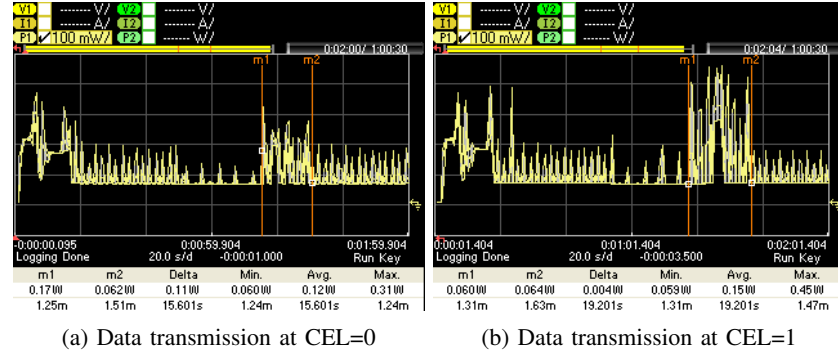 V1 ------ V/ V2 ------ V/
I1 ------ A/ I2 ------ A/
P1 ✓ 100 mW/ P2 ------ W/
0:02:00/ 1:00:30
m1 m2
-0:00:00.095 0:00:59.904 0:01:59.904
Logging Done 20.0 s/d -0:00:01.000 Run Key
m1 m2 Delta Min. Avg. Max.
0.17W 0.062W 0.11W 0.060W 0.12W 0.31W
1.25m 1.51m 15.601s 1.24m 15.601s 1.24m
(a) Data transmission at CEL=0
V1 ------ V/ V2 ------ V/
I1 ------ A/ I2 ------ A/
P1 ✓ 100 mW/ P2 ------ W/
0:02:04/ 1:00:30
m1 m2
0:00:01.404 0:01:01.404 0:02:01.404
Logging Done 20.0 s/d -0:00:03.500 Run Key
m1 m2 Delta Min. Avg. Max.
0.060W 0.064W 0.004W 0.059W 0.15W 0.45W
1.31m 1.63m 19.201s 1.31m 19.201s 1.47m
(b) Data transmission at CEL=1